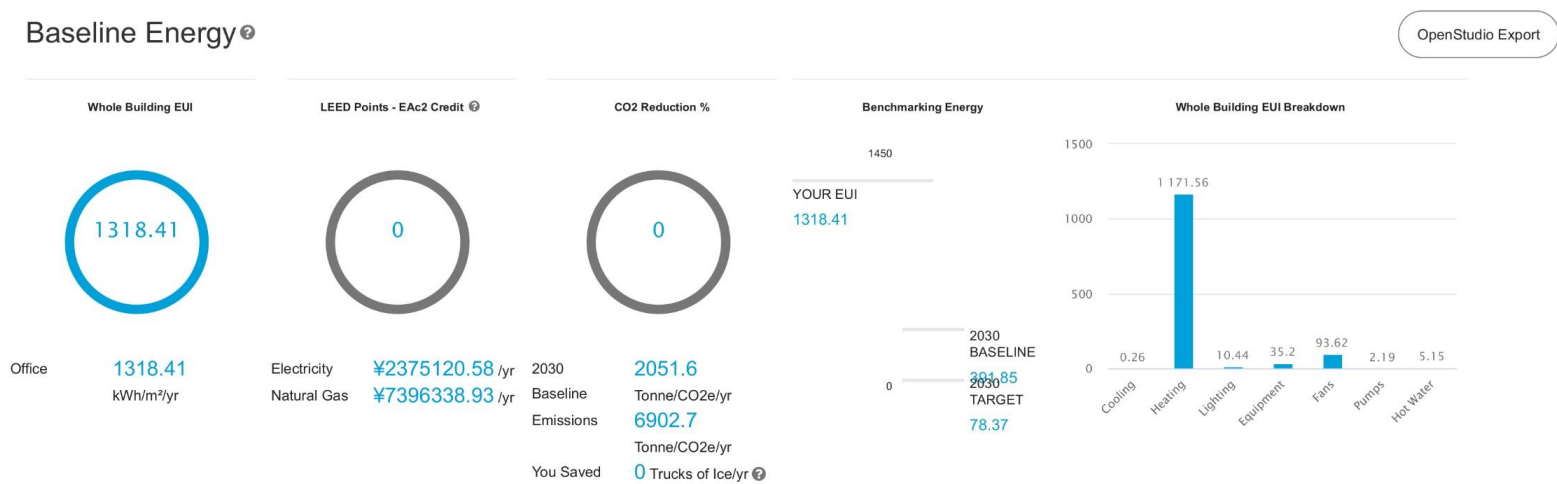 Baseline Energy
OpenStudio Export
Whole Building EUI
1318.41
Office 1318.41
kWh/m²/yr
LEED Points - EAc2 Credit
0
Electricity ¥2375120.58 /yr
Natural Gas ¥7396338.93 /yr
CO2 Reduction %
0
2030 2051.6
Baseline Tonne/CO2e/yr
Emissions 6902.7
Tonne/CO2e/yr
You Saved 0 Trucks of Ice/yr
Benchmarking Energy
1450
YOUR EUI
1318.41
2030
BASELINE
391.85
0
2030
TARGET
78.37
Whole Building EUI Breakdown
1500
1000
500
0
0.26
1 171.56
10.44
35.2
93.62
2.19
5.15
Cooling
Heating
Lighting
Equipment
Fans
Pumps
Hot Water